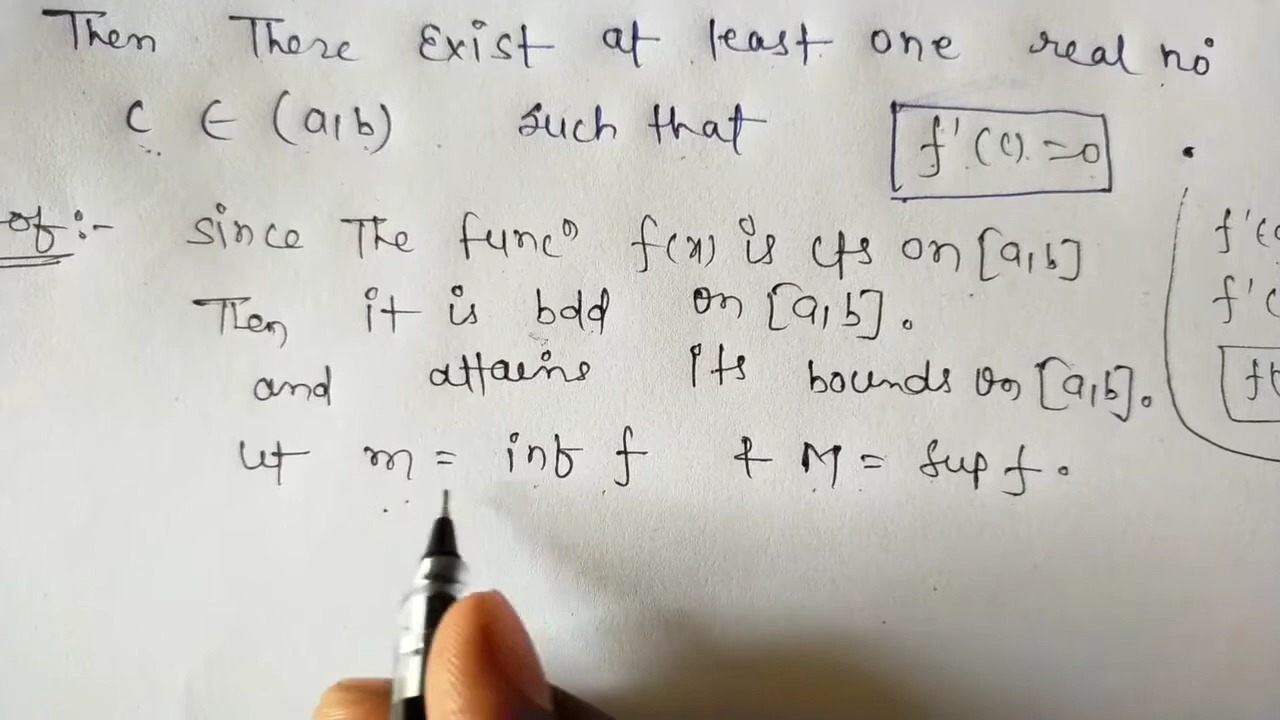 Then There Exist at least one real no
c ∈ (a,b) such that f'(c) = 0
of :- since The funcⁿ f(x) is cts on [a,b]
Then it is bdd on [a,b].
and attains its bounds on [a,b].
let m = inf f & M = sup f.
f'(
f'(
f(